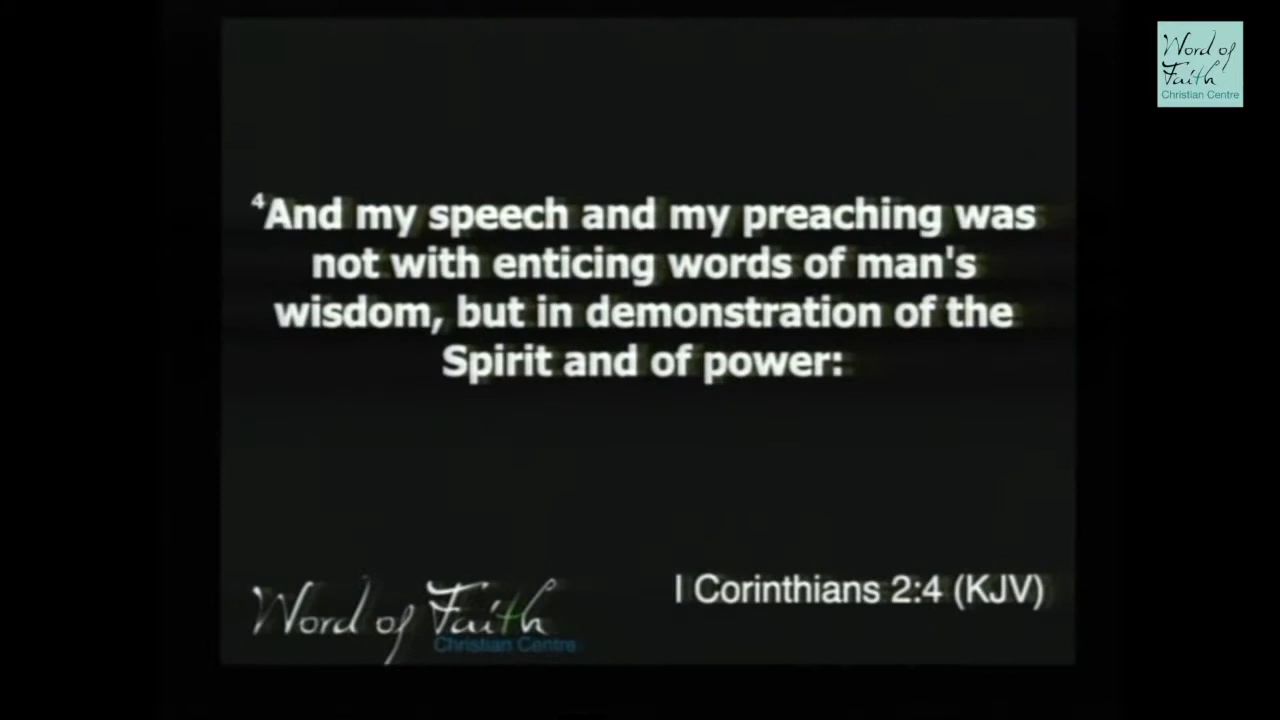 Word of
Faith
Christian Centre
⁴And my speech and my preaching was
not with enticing words of man's
wisdom, but in demonstration of the
Spirit and of power:
I Corinthians 2:4 (KJV)
Word of Faith
Christian Centre